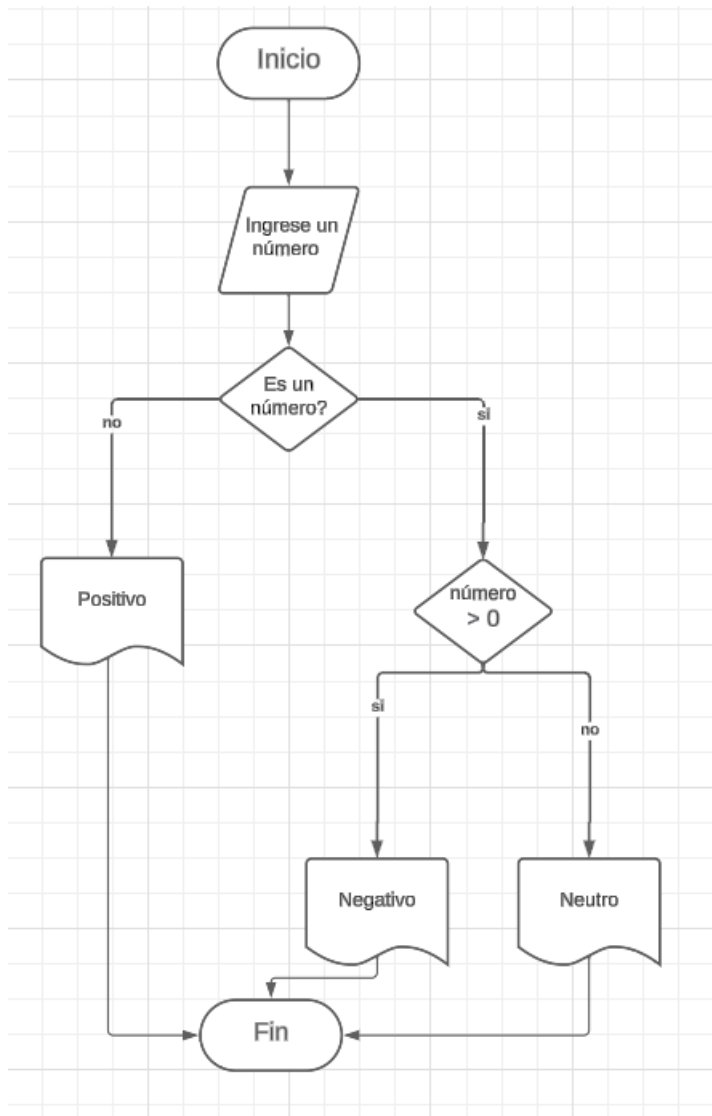 Inicio
Ingrese un
número
Es un
número?
no
si
Positivo
número
> 0
si
no
Negativo
Neutro
Fin